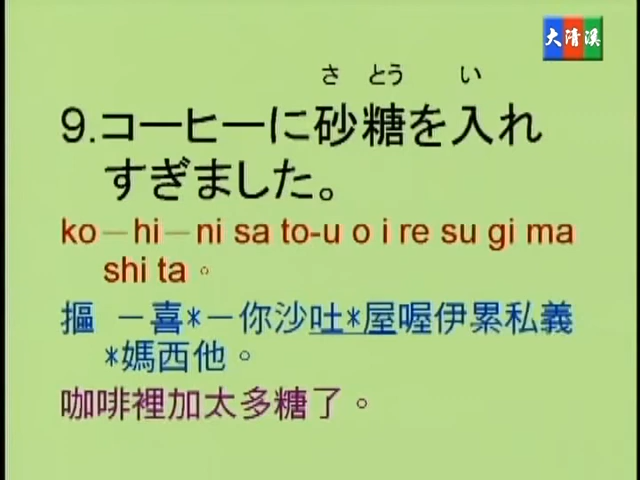 大清溪
さ とう い
9.コーヒーに砂糖を入れ
すぎました。
ko－hi－ni sa to-u o i re su gi ma
shi ta。
摳 －喜*－你沙吐*屋喔伊累私義
*媽西他。
咖啡裡加太多糖了。